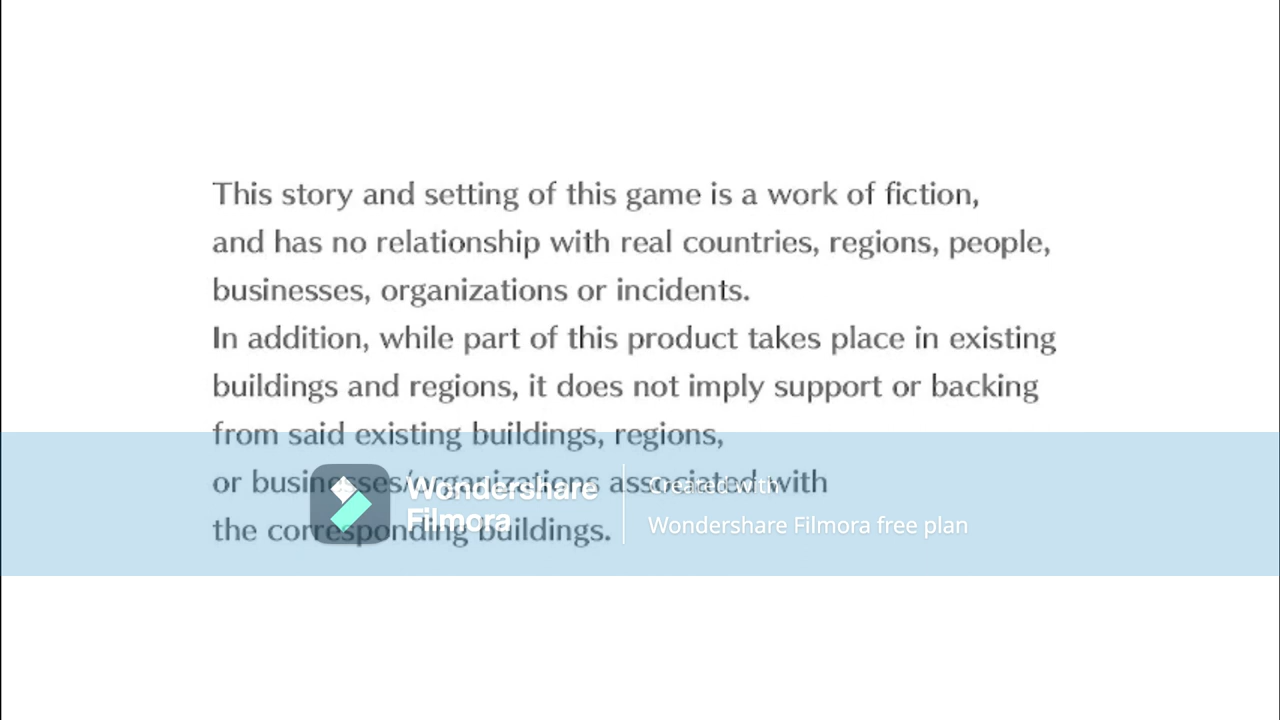 This story and setting of this game is a work of fiction,
and has no relationship with real countries, regions, people,
businesses, organizations or incidents.
In addition, while part of this product takes place in existing
buildings and regions, it does not imply support or backing
from said existing buildings, regions,
or businesses/organizations associated with
the corresponding buildings.
Wondershare
Filmora
Created with
Wondershare Filmora free plan